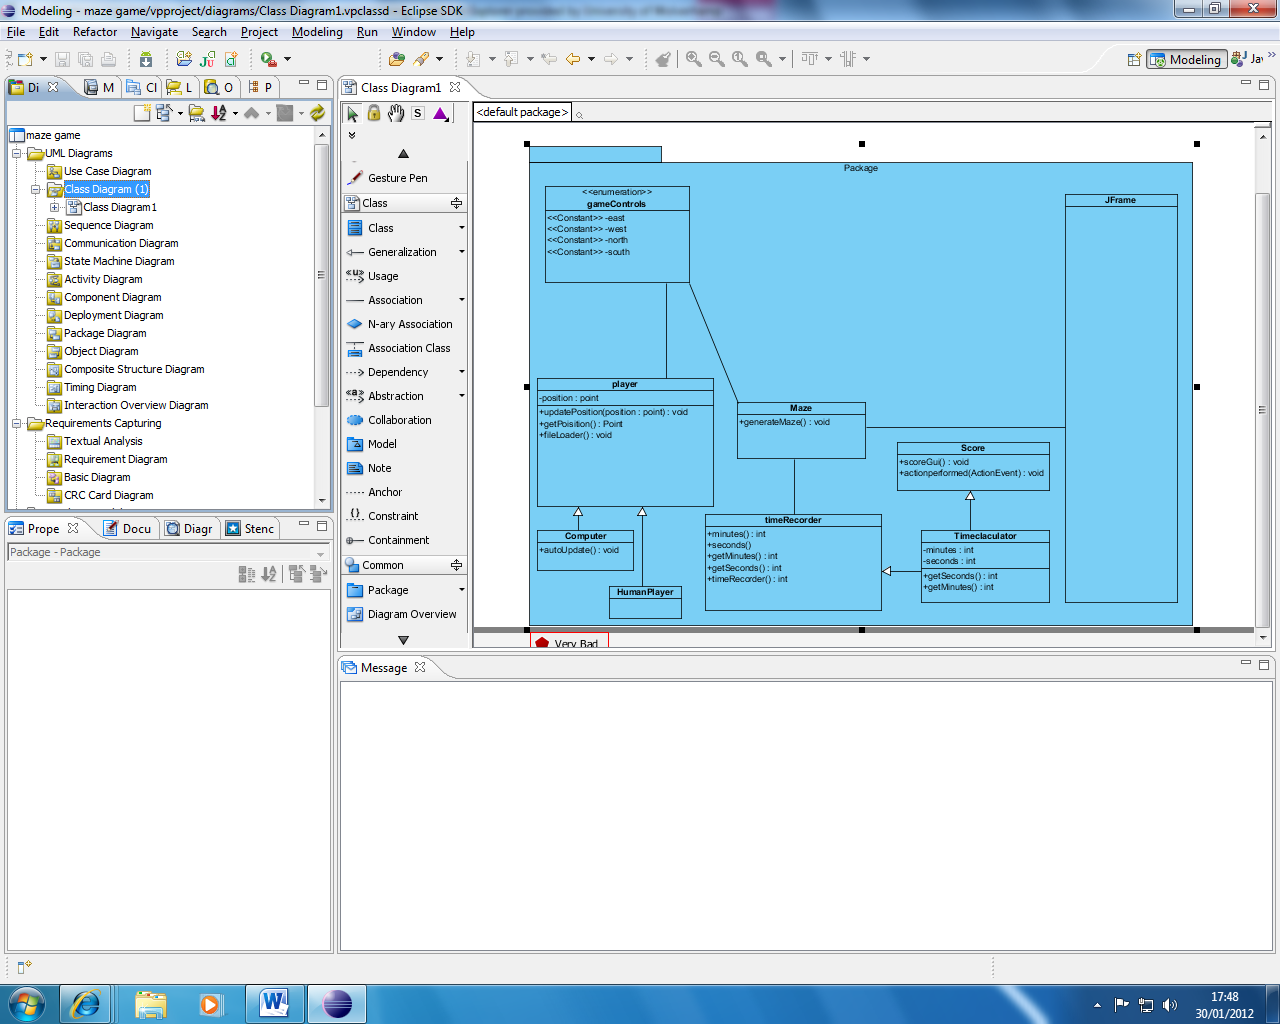 Modeling - maze game/vpproject/diagrams/Class Diagram1.vpclassd - Eclipse SDK
File Edit Refactor Navigate Search Project Modeling Run Window Help
Modeling Ja
Di M Cl L O P
maze game
UML Diagrams
Use Case Diagram
Class Diagram (1)
Class Diagram1
Sequence Diagram
Communication Diagram
State Machine Diagram
Activity Diagram
Component Diagram
Deployment Diagram
Package Diagram
Object Diagram
Composite Structure Diagram
Timing Diagram
Interaction Overview Diagram
Requirements Capturing
Textual Analysis
Requirement Diagram
Basic Diagram
CRC Card Diagram
Prope Docu Diagr Stenc
Package - Package
Class Diagram1
S
<default package>
Gesture Pen
Class
Class
Generalization
Usage
Association
N-ary Association
Association Class
Dependency
Abstraction
Collaboration
Model
Note
Anchor
Constraint
Containment
Common
Package
Diagram Overview
Package
<<enumeration>>
gameControls
<<Constant>> -east
<<Constant>> -west
<<Constant>> -north
<<Constant>> -south
JFrame
player
-position : point
+updatePosition(position : point) : void
+getPoisition() : Point
+fileLoader() : void
Maze
+generateMaze() : void
Score
+scoreGui() : void
+actionperformed(ActionEvent) : void
Computer
+autoUpdate() : void
HumanPlayer
timeRecorder
+minutes() : int
+seconds()
+getMinutes() : int
+getSeconds() : int
+timeRecorder() : int
Timeclaculator
-minutes : int
-seconds : int
+getSeconds() : int
+getMinutes() : int
Very Bad
Message
17:48
30/01/2012